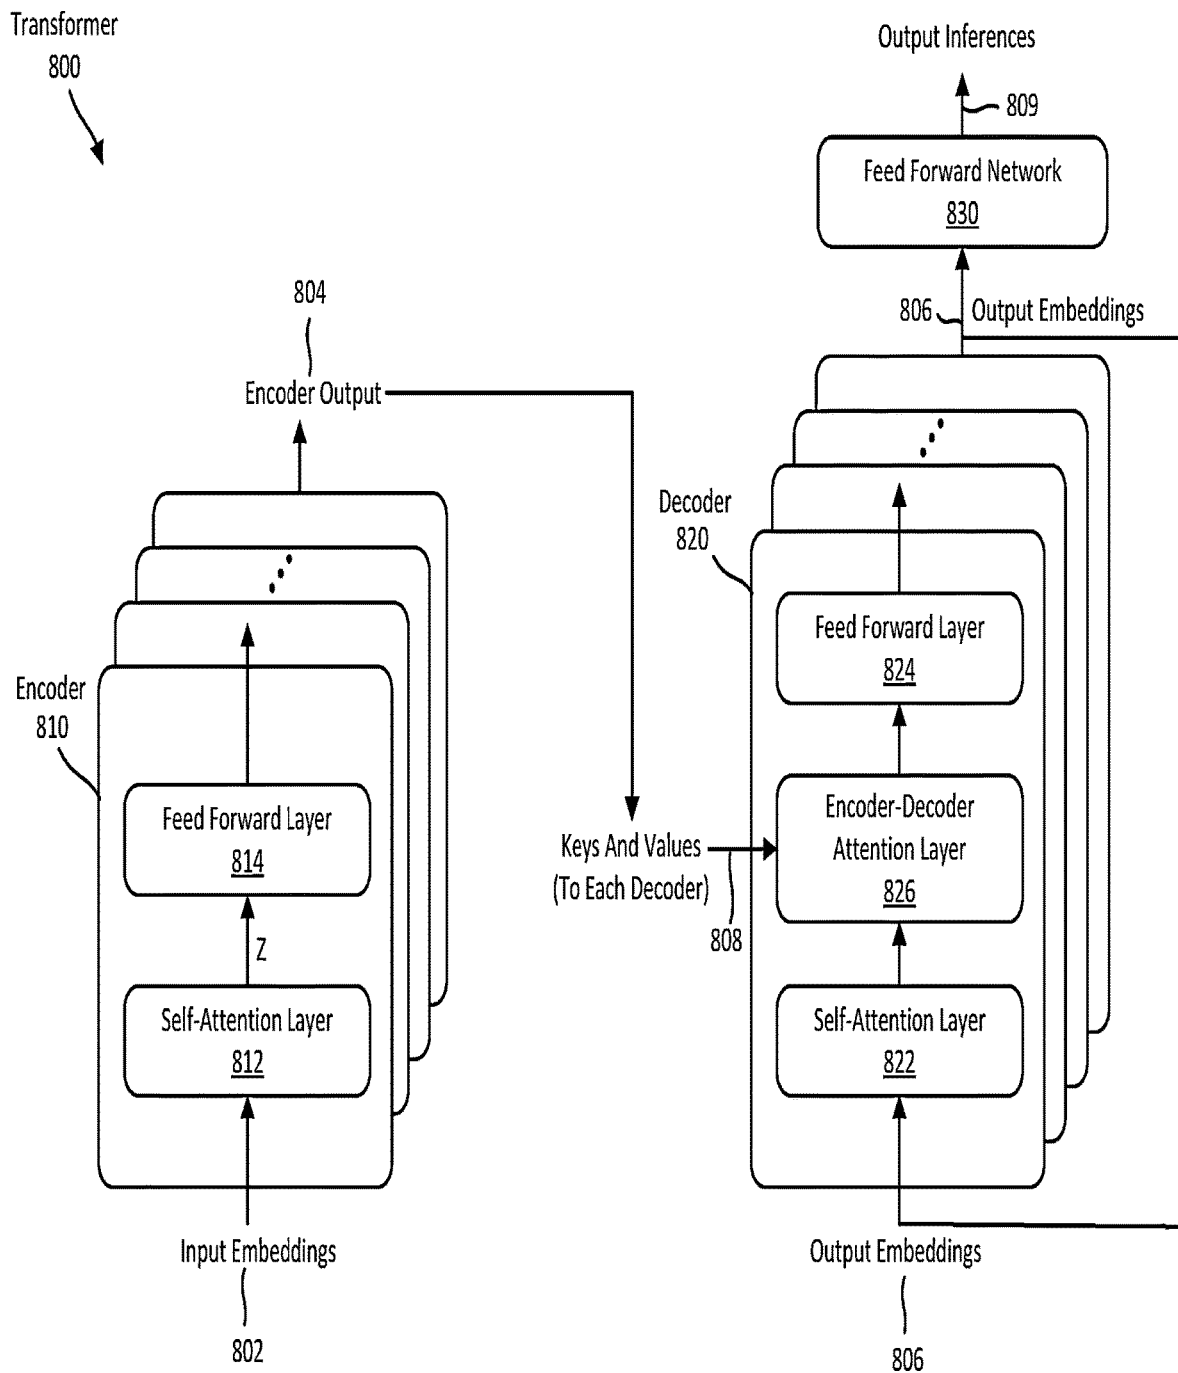 Transformer
800
Output Inferences
809
Feed Forward Network
830
804
806
Output Embeddings
Encoder Output
Decoder
820
Feed Forward Layer
824
Encoder
810
Feed Forward Layer
814
Encoder-Decoder
Attention Layer
826
Keys And Values
(To Each Decoder)
808
Z
Self-Attention Layer
812
Self-Attention Layer
822
Input Embeddings
802
Output Embeddings
806